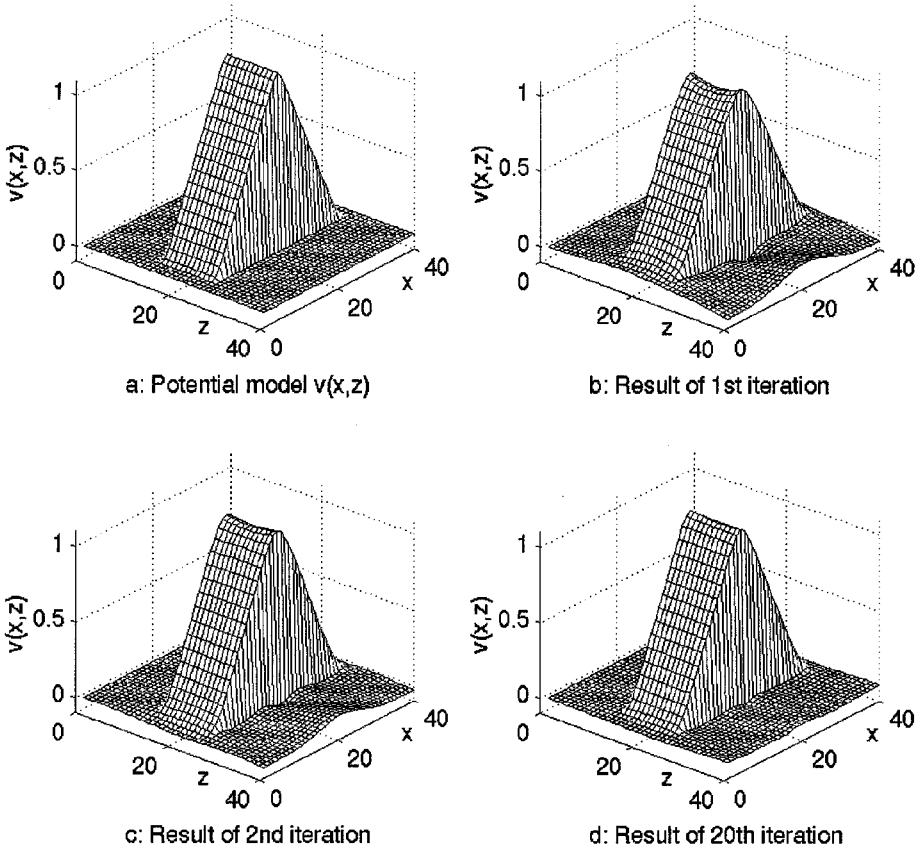 1
0.5
0
v(x,z)
0
20
40
z
0
20
40
x
a: Potential model v(x,z)
1
0.5
0
v(x,z)
0
20
40
z
0
20
40
x
b: Result of 1st iteration
1
0.5
0
v(x,z)
0
20
40
z
0
20
40
x
c: Result of 2nd iteration
1
0.5
0
v(x,z)
0
20
40
z
0
20
40
x
d: Result of 20th iteration